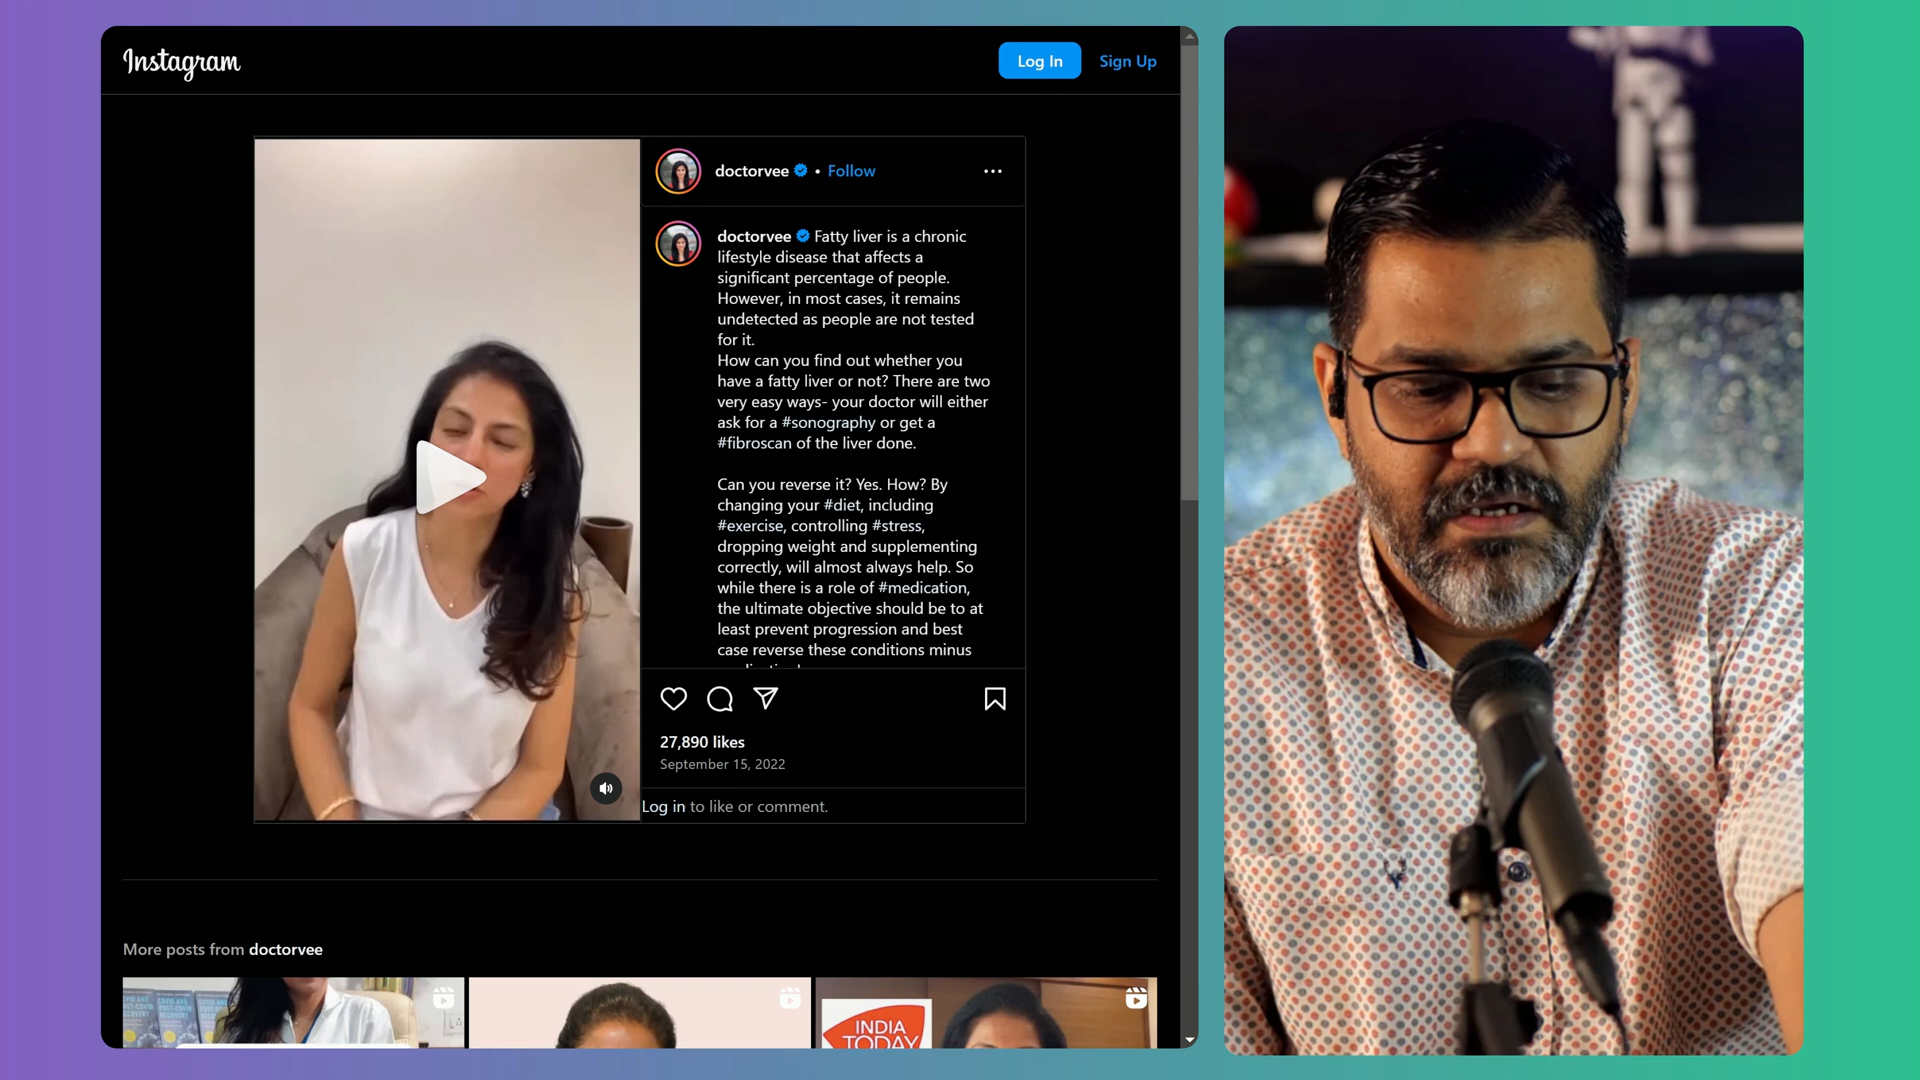 Instagram
Log In
Sign Up
doctorvee • Follow
doctorvee Fatty liver is a chronic
lifestyle disease that affects a
significant percentage of people.
However, in most cases, it remains
undetected as people are not tested
for it.
How can you find out whether you
have a fatty liver or not? There are two
very easy ways- your doctor will either
ask for a #sonography or get a
#fibroscan of the liver done.
Can you reverse it? Yes. How? By
changing your #diet, including
#exercise, controlling #stress,
dropping weight and supplementing
correctly, will almost always help. So
while there is a role of #medication,
the ultimate objective should be to at
least prevent progression and best
case reverse these conditions minus
27,890 likes
September 15, 2022
Log in to like or comment.
More posts from doctorvee
INDIA
TODAY